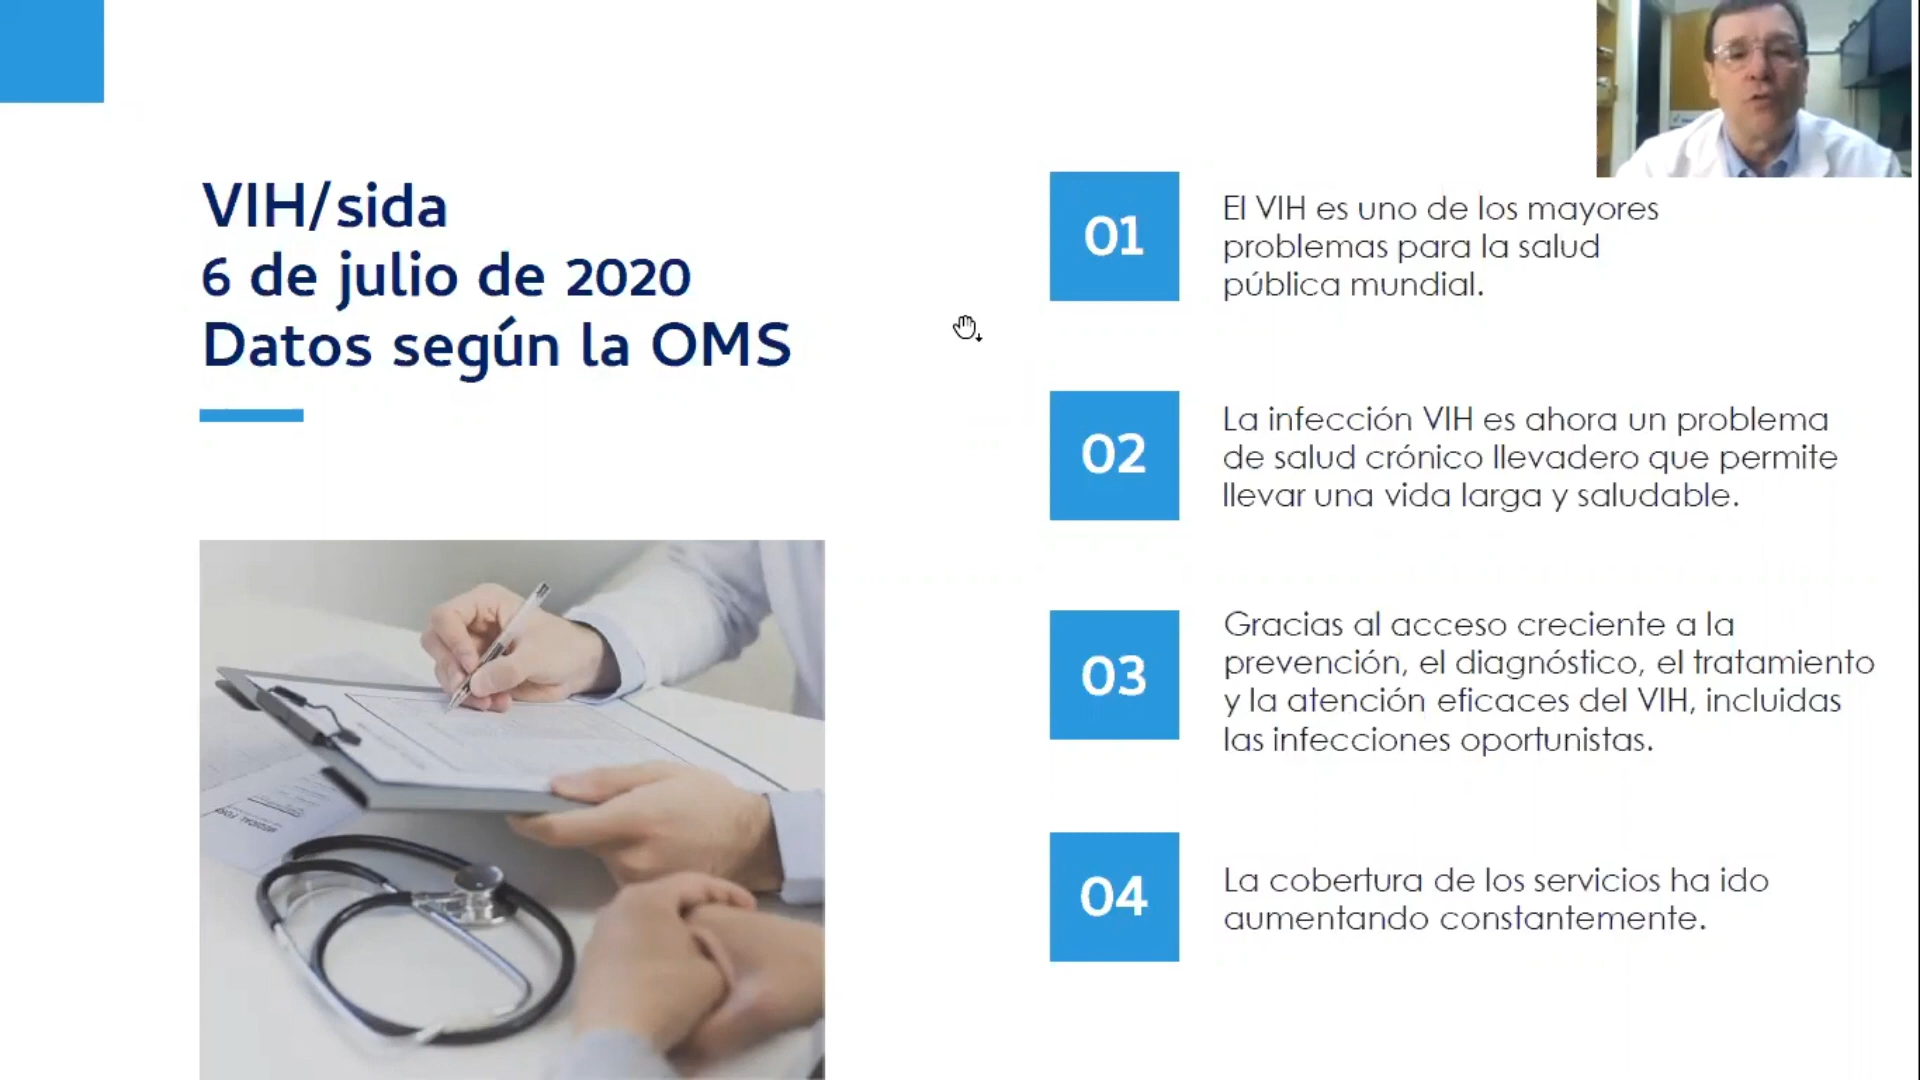 VIH/sida
6 de julio de 2020
Datos según la OMS
01
El VIH es uno de los mayores
problemas para la salud
pública mundial.
02
La infección VIH es ahora un problema
de salud crónico llevadero que permite
llevar una vida larga y saludable.
03
Gracias al acceso creciente a la
prevención, el diagnóstico, el tratamiento
y la atención eficaces del VIH, incluidas
las infecciones oportunistas.
04
La cobertura de los servicios ha ido
aumentando constantemente.